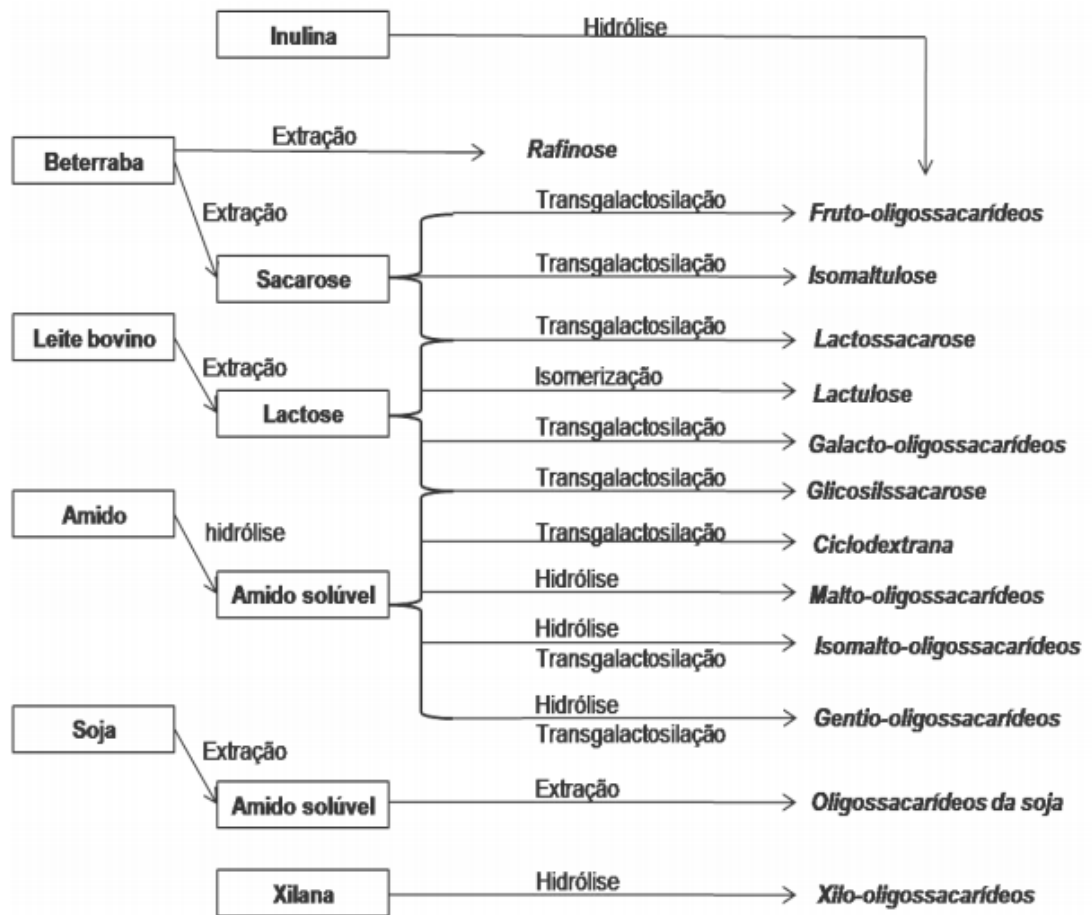 Inulina
Hidrólise
Beterraba
Extração
Rafinose
Extração
Transgalactosilação
Fruto-oligossacarídeos
Sacarose
Transgalactosilação
Isomaltulose
Leite bovino
Extração
Transgalactosilação
Lactossacarose
Lactose
Isomerização
Lactulose
Transgalactosilação
Galacto-oligossacarídeos
Amido
hidrólise
Transgalactosilação
Glicosilssacarose
Transgalactosilação
Ciclodextrana
Amido solúvel
Hidrólise
Malto-oligossacarídeos
Hidrólise
Transgalactosilação
Isomalto-oligossacarídeos
Soja
Extração
Hidrólise
Transgalactosilação
Gentio-oligossacarídeos
Amido solúvel
Extração
Oligossacarídeos da soja
Xilana
Hidrólise
Xilo-oligossacarídeos